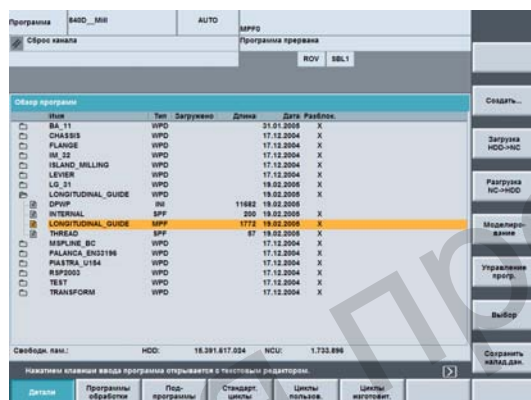 Программа 840D__Mill AUTO MPF0
Сброс канала Программа прервана
ROV SBL1
Обзор программ
Имя Тип Загружено Длина Дата Разблок.
BA_11 WPD 31.01.2005 X
CHASSIS WPD 17.12.2004 X
FLANGE WPD 17.12.2004 X
IM_32 WPD 17.12.2004 X
ISLAND_MILLING WPD 17.12.2004 X
LEVIER WPD 17.12.2004 X
LG_31 WPD 19.02.2005 X
LONGITUDINAL_GUIDE WPD 19.02.2005 X
DPWP INI 11682 19.02.2005
INTERNAL SPF 200 19.02.2005 X
LONGITUDINAL_GUIDE MPF 1772 19.02.2005 X
THREAD SPF 57 19.02.2005 X
MSPLINE_BC WPD 17.12.2004 X
PALANCA_EN33196 WPD 17.12.2004 X
PIASTRA_U154 WPD 17.12.2004 X
RSP2003 WPD 17.12.2004 X
TEST WPD 17.12.2004 X
TRANSFORM WPD 17.12.2004 X
Свободн. пам.: HDD: 15.391.617.024 NCU: 1.733.896
Нажатием клавиши ввода программа открывается в текстовым редактором.
Создать...
Загрузка
HDD->NC
Разгрузка
NC->HDD
Моделиро-
вание
Управление
прогр.
Выбор
Сохранить
налад.дан.
Детали
Программы
обработки
Под-
программы
Стандарт.
циклы
Циклы
пользов.
Циклы
изготовит.